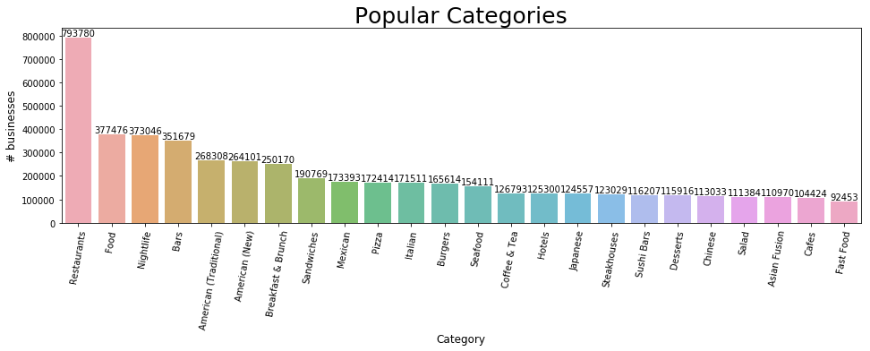 Popular Categories
# businesses
800000
700000
600000
500000
400000
300000
200000
100000
0
793780
377476
373046
351679
268308
264101
250170
190769
173393
172414
171511
165614
154111
126793
125300
124557
123029
116207
115916
113033
111384
110970
104424
92453
Restaurants
Food
Nightlife
Bars
American (Traditional)
American (New)
Breakfast & Brunch
Sandwiches
Mexican
Pizza
Italian
Burgers
Seafood
Coffee & Tea
Hotels
Japanese
Steakhouses
Sushi Bars
Desserts
Chinese
Salad
Asian Fusion
Cafes
Fast Food
Category